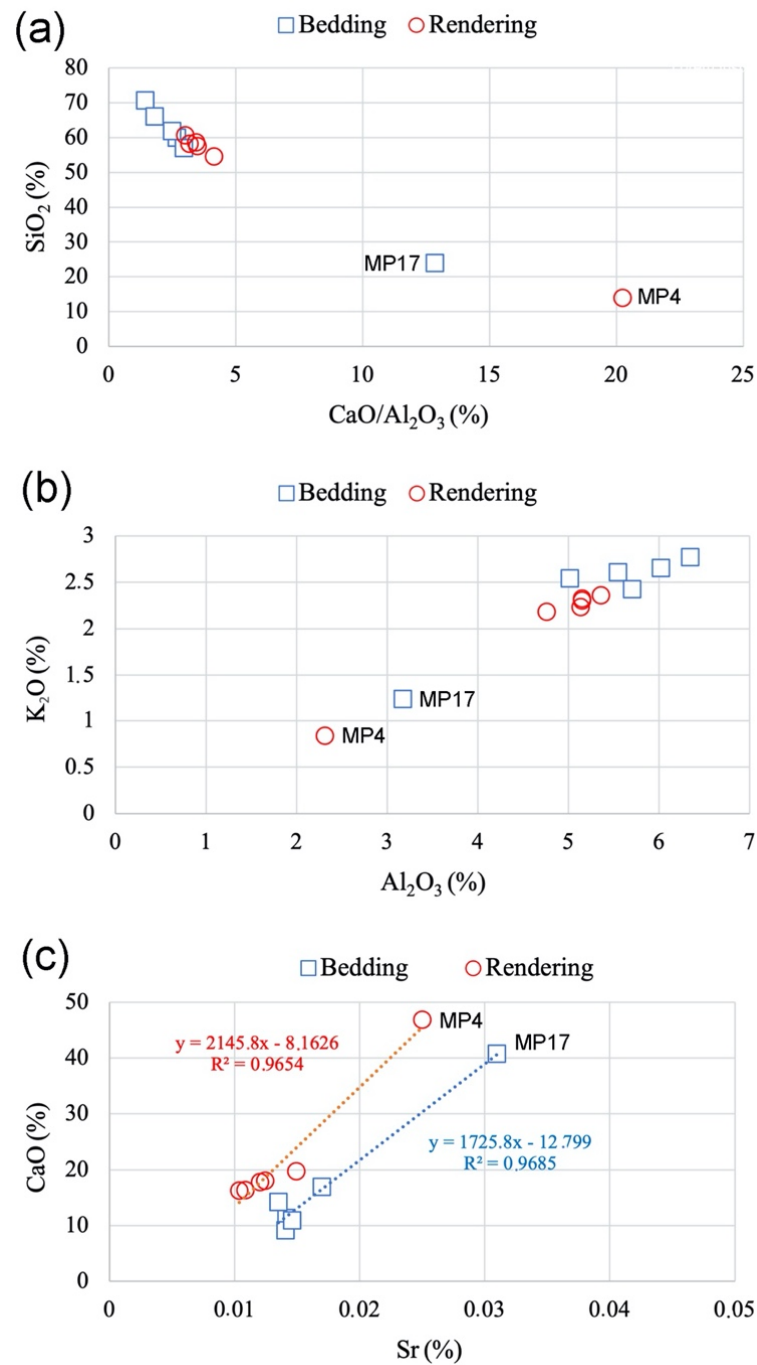 (a)
Bedding Rendering
80
70
60
50
40
30
20
10
0
SiO₂ (%)
MP17
MP4
0 5 10 15 20 25
CaO/Al₂O₃ (%)
(b)
Bedding Rendering
3
2.5
2
1.5
1
0.5
0
K₂O (%)
MP17
MP4
0 1 2 3 4 5 6 7
Al₂O₃ (%)
(c)
Bedding Rendering
50
40
30
20
10
0
CaO (%)
MP4
MP17
y = 2145.8x - 8.1626
R² = 0.9654
y = 1725.8x - 12.799
R² = 0.9685
0 0.01 0.02 0.03 0.04 0.05
Sr (%)